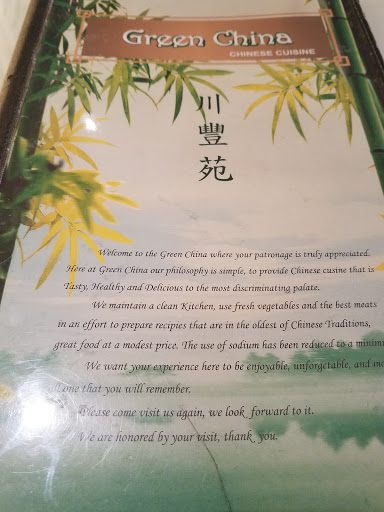 Green China
CHINESE CUISINE
川
豐
苑
Welcome to the Green China where your patronage is truly appreciated.
Here at Green China our philosophy is simple, to provide Chinese cusine that is
Tasty, Healthy and Delicious to the most discriminating palate.
We maintain a clean Kitchen, use fresh vegetables and the best meats
in an effort to prepare recipies that are in the oldest of Chinese Traditions,
great food at a modest price. The use of sodium has been reduced to a
We want your experience here to be enjoyable, unforgetable, and
all one that you will remember.
Please come visit us again, we look forward to it.
We are honored by your visit, thank you.